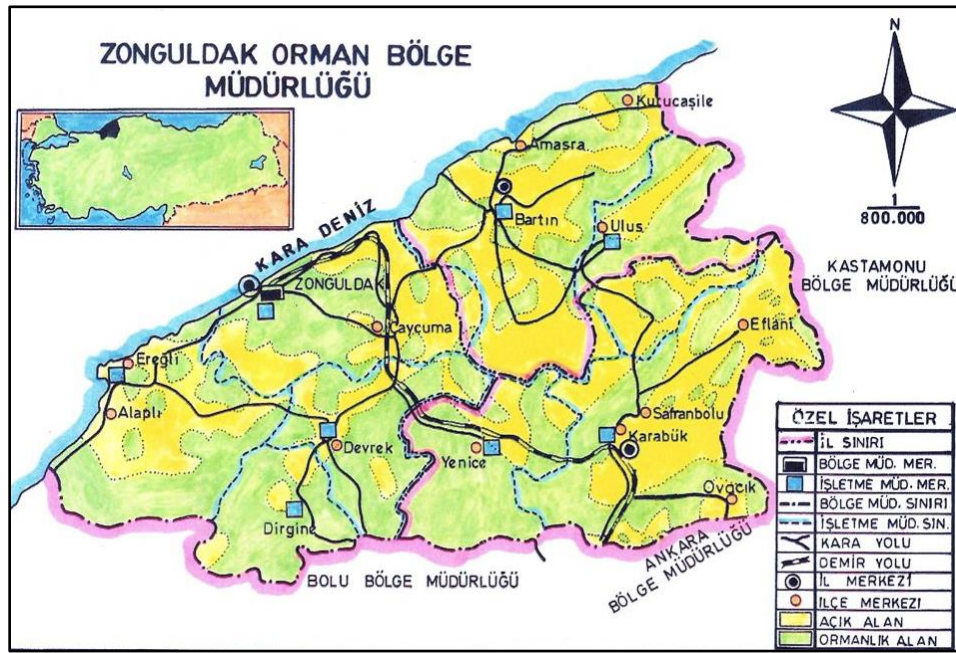 ZONGULDAK ORMAN BÖLGE
MÜDÜRLÜĞÜ
N
1
800.000
Kurucaşile
Amasra
Bartın
Ulus
KARA DENİZ
ZONGULDAK
KASTAMONU
BÖLGE MÜDÜRLÜĞÜ
Çaycuma
Eflani
Ereğli
Alaplı
Safranbolu
Karabük
Devrek
Yenice
Ovacık
Dirgine
ANKARA
BÖLGE MÜDÜRLÜĞÜ
BOLU BÖLGE MÜDÜRLÜĞÜ
ÖZEL İŞARETLER
İL SINIRI
BÖLGE MÜD. MER.
İŞLETME MÜD. MER.
BÖLGE MÜD. SINIRI
İŞLETME MÜD. SIN.
KARA YOLU
DEMİR YOLU
İL MERKEZİ
İLÇE MERKEZİ
AÇIK ALAN
ORMANLIK ALAN